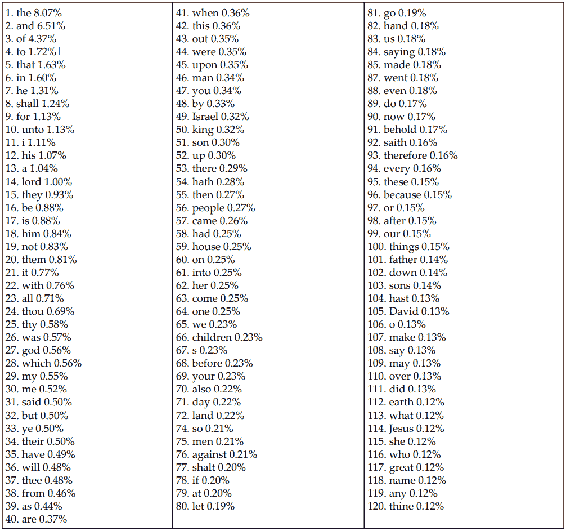 1. the 8.07%
2. and 6.51%
3. of 4.37%
4. to 1.72%
5. that 1.63%
6. in 1.60%
7. he 1.31%
8. shall 1.24%
9. for 1.13%
10. unto 1.13%
11. i 1.11%
12. his 1.07%
13. a 1.04%
14. lord 1.00%
15. they 0.93%
16. be 0.88%
17. is 0.88%
18. him 0.84%
19. not 0.83%
20. them 0.81%
21. it 0.77%
22. with 0.76%
23. all 0.71%
24. thou 0.69%
25. thy 0.58%
26. was 0.57%
27. god 0.56%
28. which 0.56%
29. my 0.55%
30. me 0.52%
31. said 0.50%
32. but 0.50%
33. ye 0.50%
34. their 0.50%
35. have 0.49%
36. will 0.48%
37. thee 0.48%
38. from 0.46%
39. as 0.44%
40. are 0.37%
41. when 0.36%
42. this 0.36%
43. out 0.35%
44. were 0.35%
45. upon 0.35%
46. man 0.34%
47. you 0.34%
48. by 0.33%
49. Israel 0.32%
50. king 0.32%
51. son 0.30%
52. up 0.30%
53. there 0.29%
54. hath 0.28%
55. then 0.27%
56. people 0.27%
57. came 0.26%
58. had 0.25%
59. house 0.25%
60. on 0.25%
61. into 0.25%
62. her 0.25%
63. come 0.25%
64. one 0.25%
65. we 0.23%
66. children 0.23%
67. s 0.23%
68. before 0.23%
69. your 0.23%
70. also 0.22%
71. day 0.22%
72. land 0.22%
74. so 0.21%
75. men 0.21%
76. against 0.21%
77. shalt 0.20%
78. if 0.20%
79. at 0.20%
80. let 0.19%
81. go 0.19%
82. hand 0.18%
83. us 0.18%
84. saying 0.18%
85. made 0.18%
87. went 0.18%
88. even 0.18%
89. do 0.17%
90. now 0.17%
91. behold 0.17%
92. saith 0.16%
93. therefore 0.16%
94. every 0.16%
95. these 0.15%
96. because 0.15%
97. or 0.15%
98. after 0.15%
99. our 0.15%
100. things 0.15%
101. father 0.14%
102. down 0.14%
103. sons 0.14%
104. hast 0.13%
105. David 0.13%
106. o 0.13%
107. make 0.13%
108. say 0.13%
109. may 0.13%
110. over 0.13%
111. did 0.13%
112. earth 0.12%
113. what 0.12%
114. Jesus 0.12%
115. she 0.12%
116. who 0.12%
117. great 0.12%
118. name 0.12%
119. any 0.12%
120. thine 0.12%